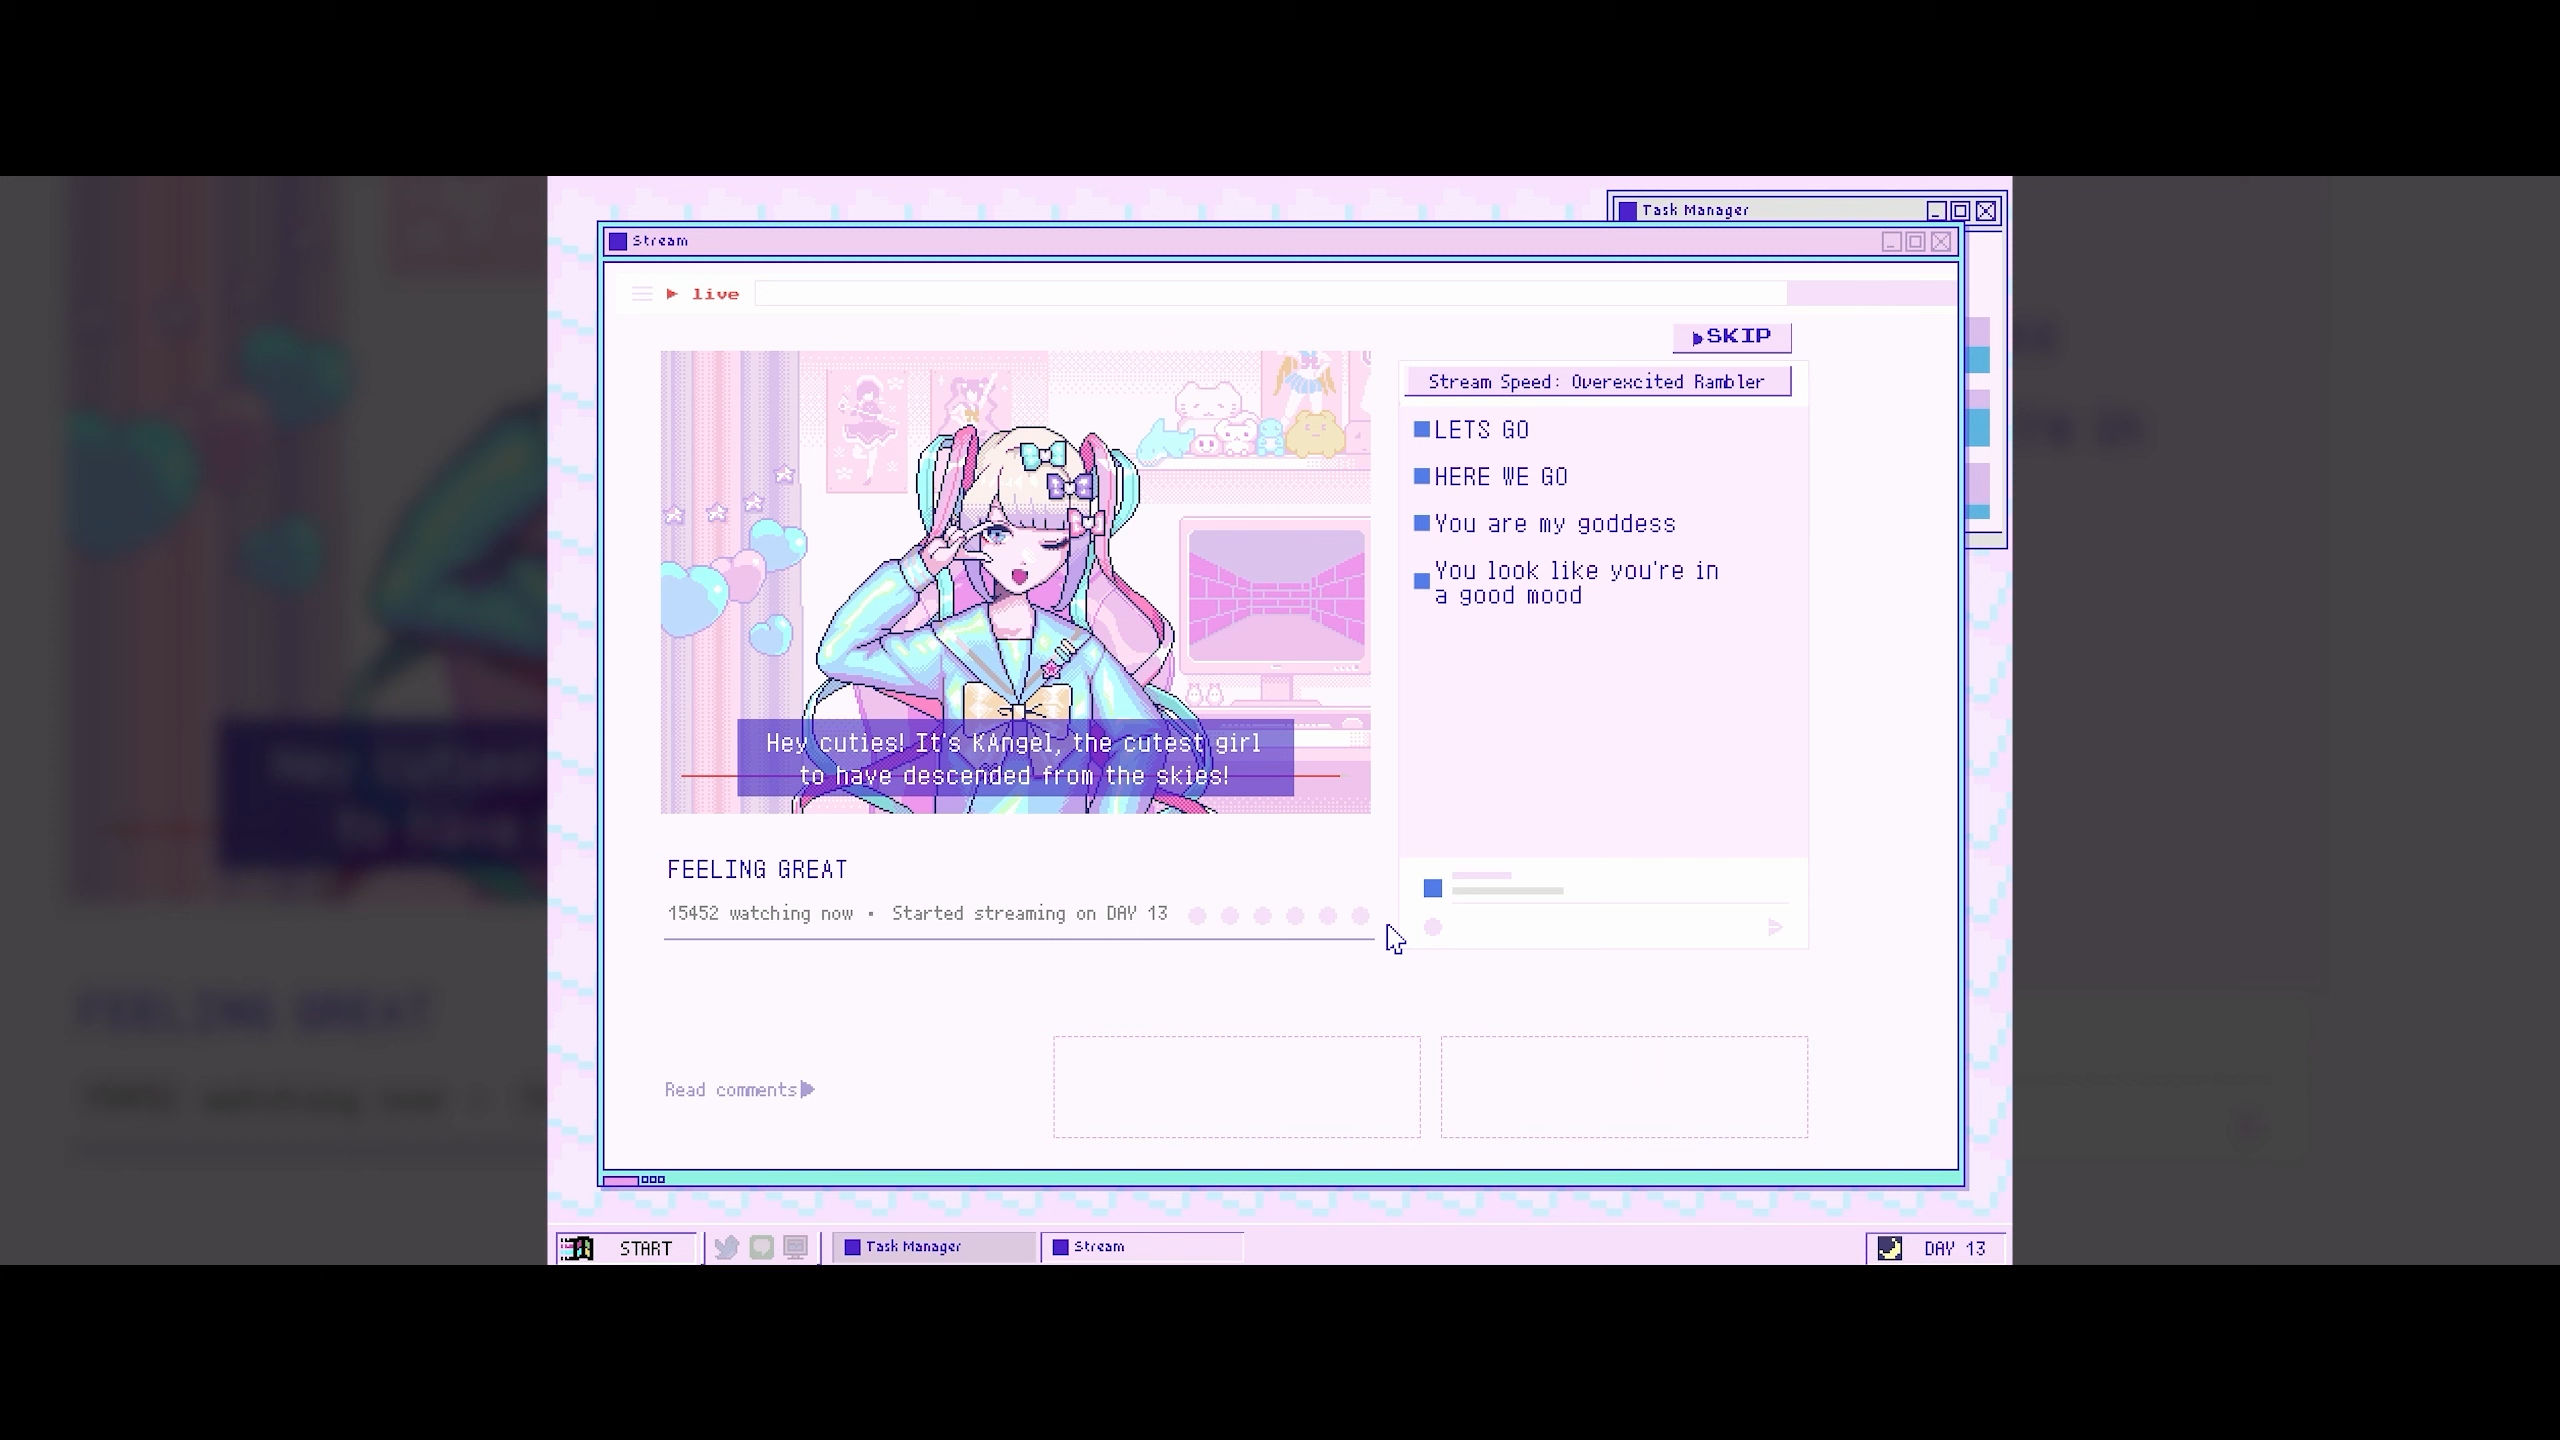 Task Manager
Stream
live
SKIP
Stream Speed: Overexcited Rambler
LETS GO
HERE WE GO
You are my goddess
You look like you're in
a good mood
Hey cuties! It's KAngel, the cutest girl
to have descended from the skies!
FEELING GREAT
15452 watching now • Started streaming on DAY 13
Read comments
START
Task Manager
Stream
DAY 13